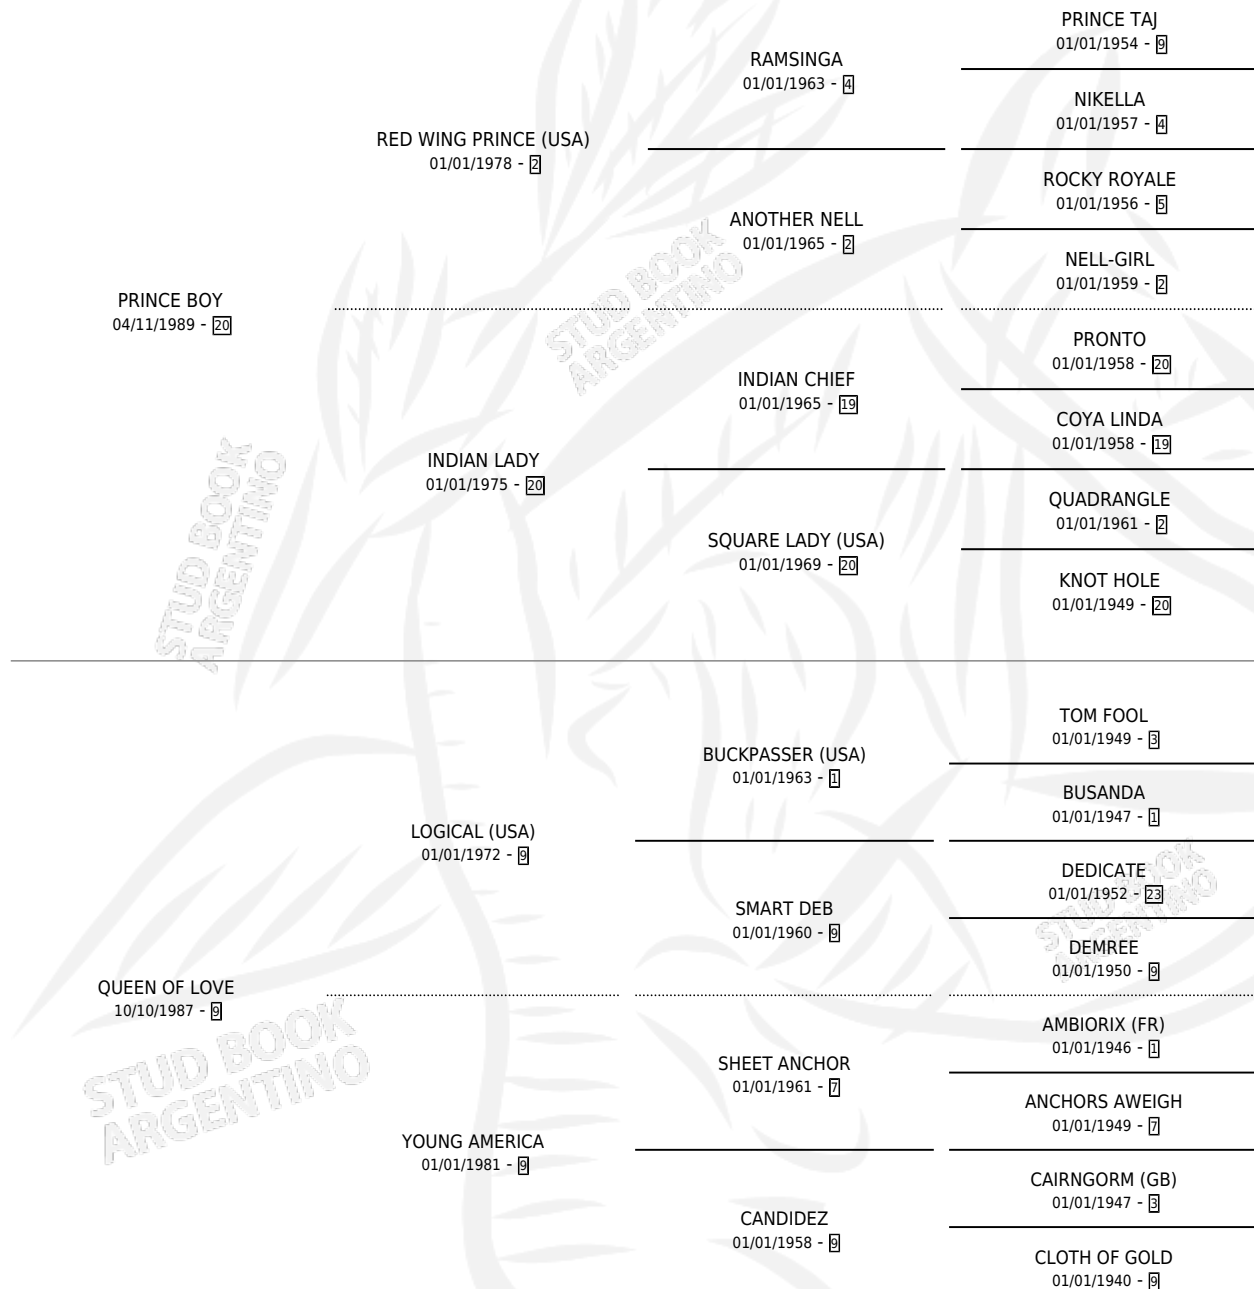 PRINCE TAJ
01/01/1954 - 9
RAMSINGA
01/01/1963 - 4
NIKELLA
01/01/1957 - 4
RED WING PRINCE (USA)
01/01/1978 - 2
ROCKY ROYALE
01/01/1956 - 5
ANOTHER NELL
01/01/1965 - 2
NELL-GIRL
01/01/1959 - 2
PRINCE BOY
04/11/1989 - 20
PRONTO
01/01/1958 - 20
INDIAN CHIEF
01/01/1965 - 19
COYA LINDA
01/01/1958 - 19
INDIAN LADY
01/01/1975 - 20
QUADRANGLE
01/01/1961 - 2
SQUARE LADY (USA)
01/01/1969 - 20
KNOT HOLE
01/01/1949 - 20
TOM FOOL
01/01/1949 - 3
BUCKPASSER (USA)
01/01/1963 - 1
BUSANDA
01/01/1947 - 1
LOGICAL (USA)
01/01/1972 - 9
DEDICATE
01/01/1952 - 23
SMART DEB
01/01/1960 - 9
DEMREE
01/01/1950 - 9
QUEEN OF LOVE
10/10/1987 - 9
AMBIORIX (FR)
01/01/1946 - 1
SHEET ANCHOR
01/01/1961 - 7
ANCHORS AWEIGH
01/01/1949 - 7
YOUNG AMERICA
01/01/1981 - 9
CAIRNGORM (GB)
01/01/1947 - 3
CANDIDEZ
01/01/1958 - 9
CLOTH OF GOLD
01/01/1940 - 9
STUD BOOK
ARGENTINO
STUD BOOK
ARGENTINO
STUD BOOK
ARGENTINO
STUD BOOK
ARGENTINO